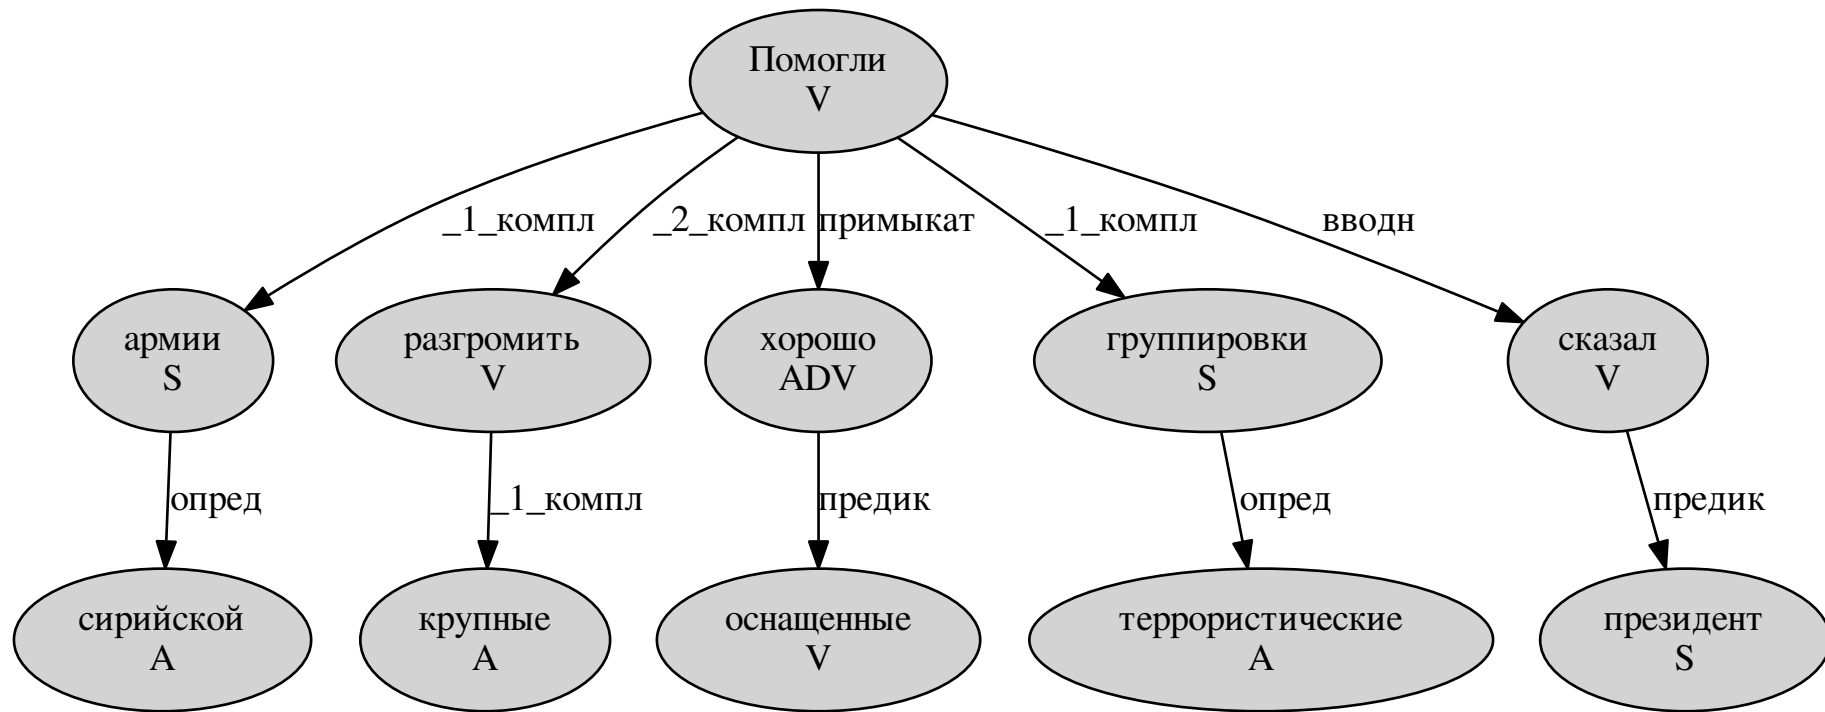 Помогли
V
_1_компл
_2_компл
примыкат
_1_компл
вводн
армии
S
разгромить
V
хорошо
ADV
группировки
S
сказал
V
опред
_1_компл
предик
опред
предик
сирийской
A
крупные
A
оснащенные
V
террористические
A
президент
S